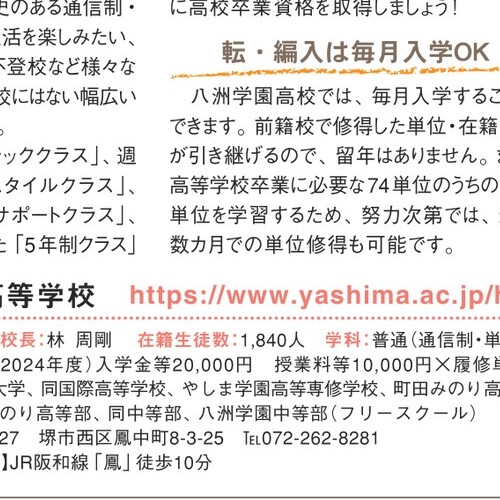 史のある通信制・
活を楽しみたい、
不登校など様々な
校にはない幅広い
。
シッククラス」、週
スタイルクラス」、
サポートクラス」、
た「5年制クラス」
に高校卒業資格を取得しましょう！
転・編入は毎月入学OK
八洲学園高校では、毎月入学するこ
できます。前籍校で修得した単位・在籍
が引き継げるので、留年はありません。
高等学校卒業に必要な74単位のうちの
単位を学習するため、努力次第では、
数カ月での単位修得も可能です。
高等学校 https://www.yashima.ac.jp/h
校長：林 周剛 在籍生徒数：1,840人 学科：普通（通信制・単
2024年度）入学金等20,000円 授業料等10,000円×履修単
大学、同国際高等学校、やしま学園高等専修学校、町田みのり高
のり高等部、同中等部、八洲学園中等部（フリースクール）
27 堺市西区鳳中町8-3-25 ℡072-262-8281
】JR阪和線「鳳」徒歩10分